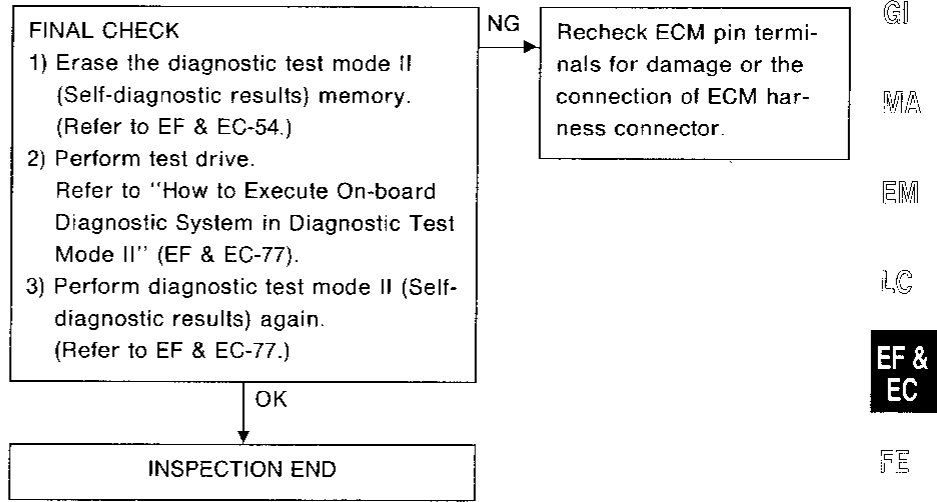 FINAL CHECK
1) Erase the diagnostic test mode II
(Self-diagnostic results) memory.
(Refer to EF & EC-54.)
2) Perform test drive.
Refer to "How to Execute On-board
Diagnostic System in Diagnostic Test
Mode II" (EF & EC-77).
3) Perform diagnostic test mode II (Self-
diagnostic results) again.
(Refer to EF & EC-77.)
NG
Recheck ECM pin termi-
nals for damage or the
connection of ECM har-
ness connector.
OK
INSPECTION END
GI
MA
EM
LC
EF &
EC
FE